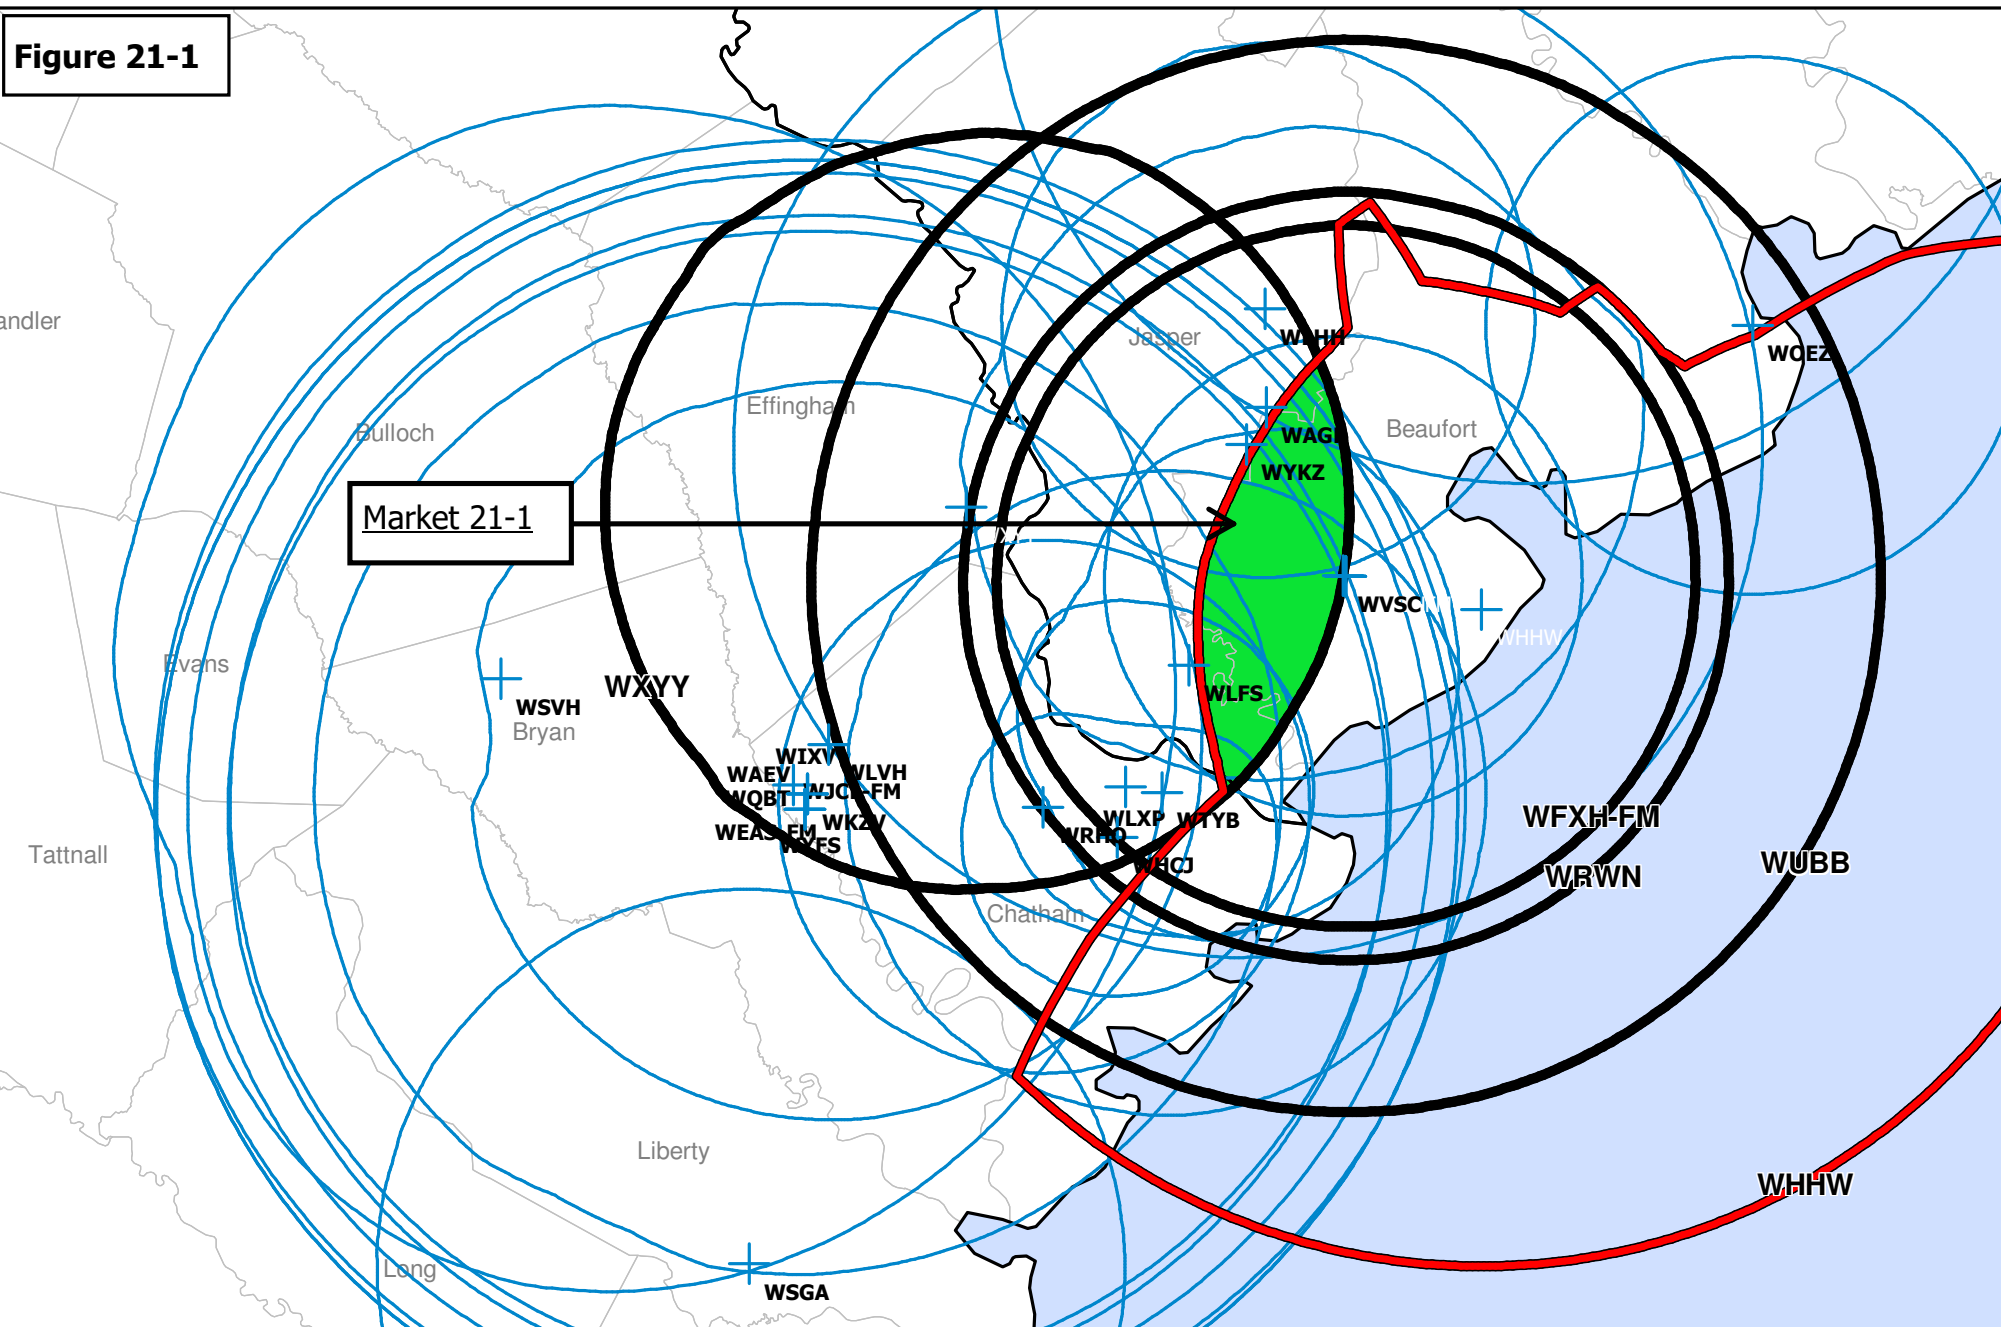 Figure 21-1
andler
Jasper
WOEZ
Effingham
Beaufort
Bulloch
WAGP
WYKZ
Market 21-1
WVSC
WHHW
Evans
WXYY
WLFS
WSVH
Bryan
WIXV
WAEV
WLVH
WQBT
WJCL-FM
WLXP
WTYB
WFXH-FM
WKZV
WEAS-FM
WRHQ
WYFS
Tattnall
WHCJ
WUBB
WRWN
Chatham
Liberty
WHHW
Long
WSGA